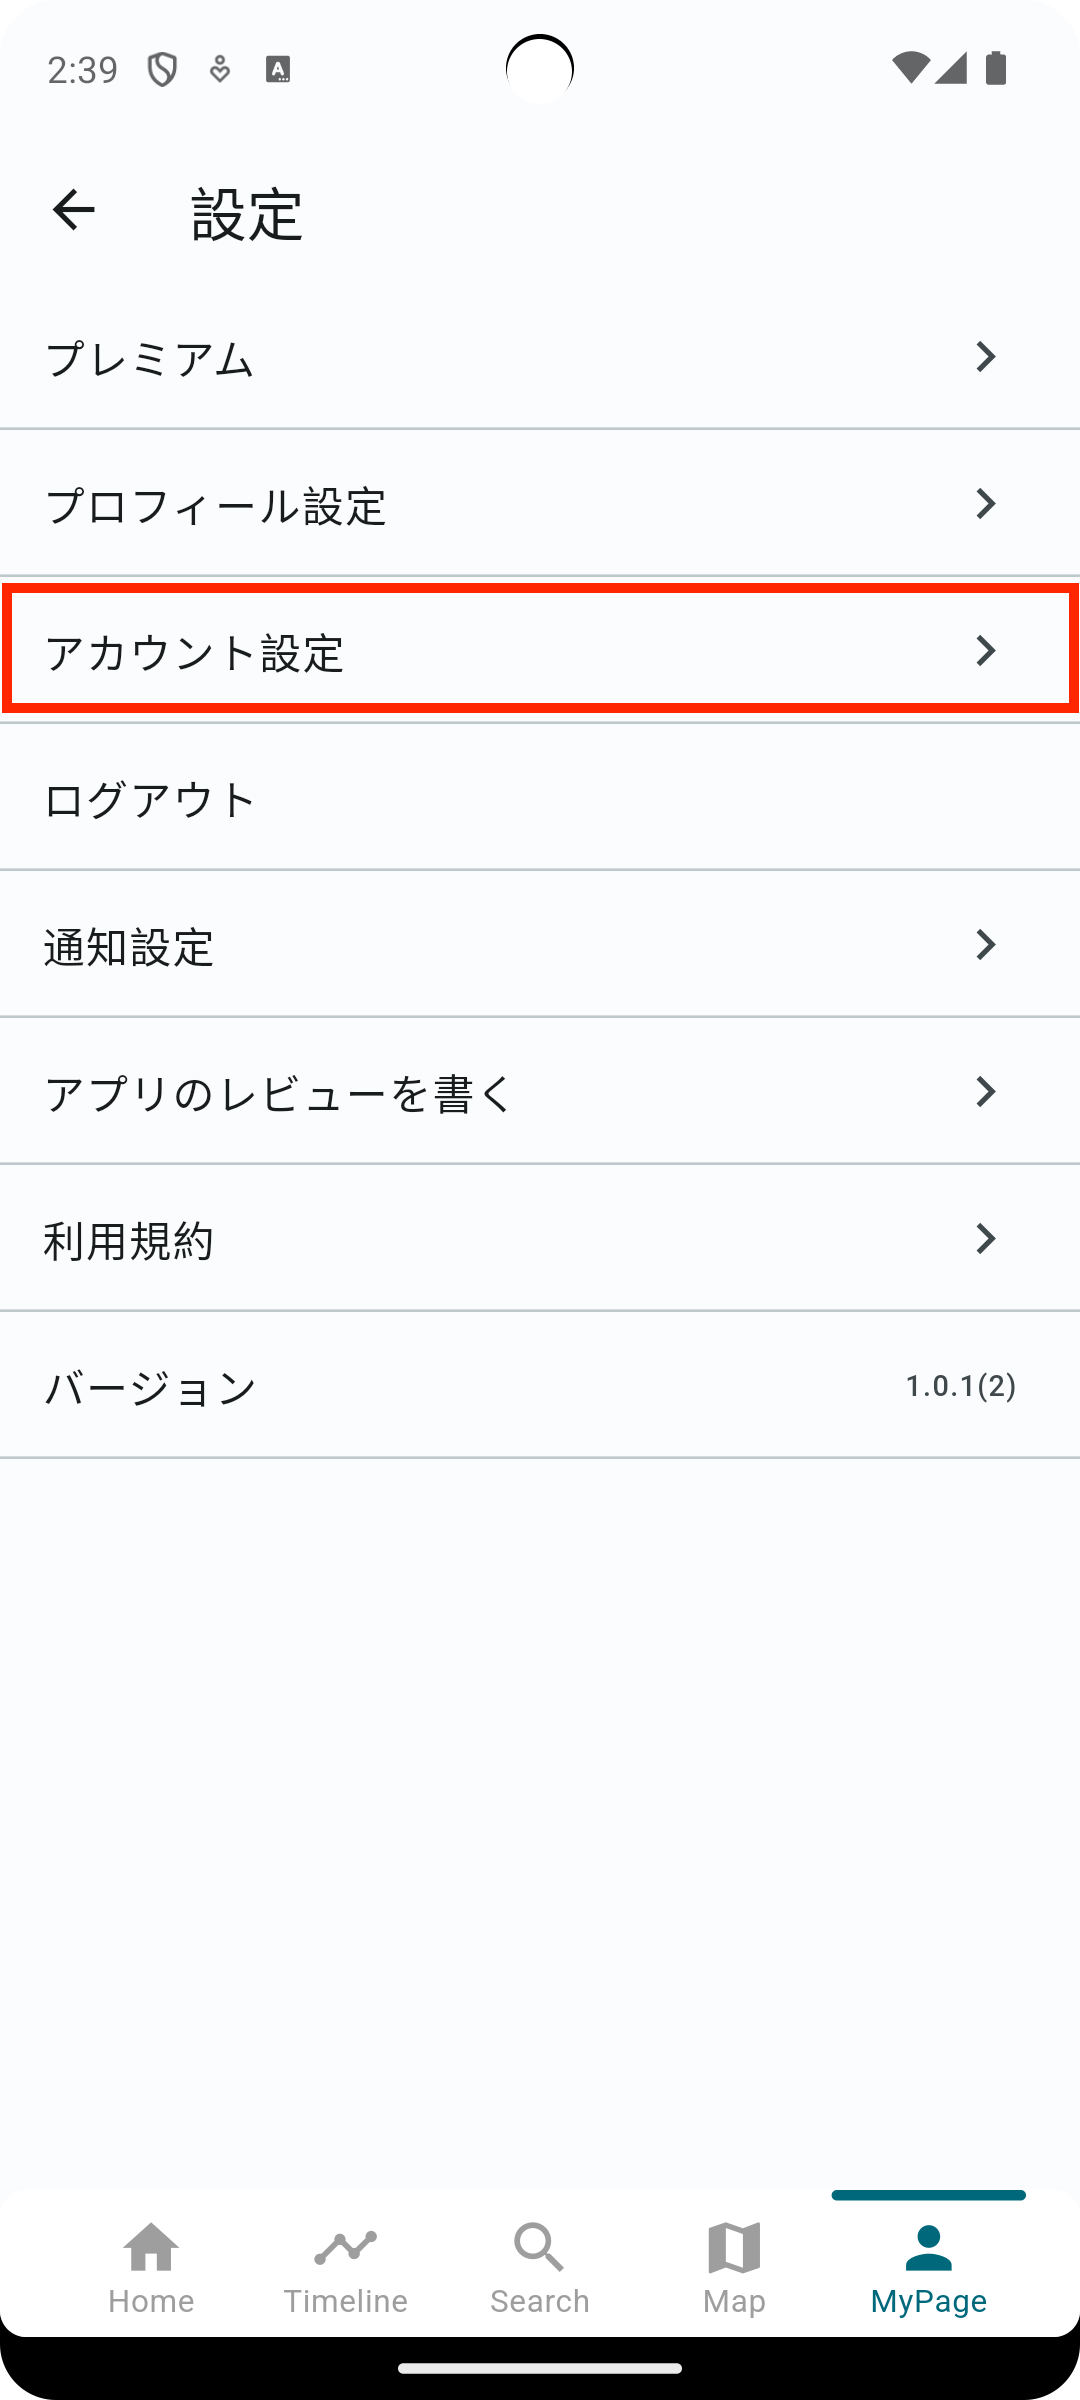 2:39
設定
プレミアム
プロフィール設定
アカウント設定
ログアウト
通知設定
アプリのレビューを書く
利用規約
バージョン 1.0.1(2)
Home Timeline Search Map MyPage